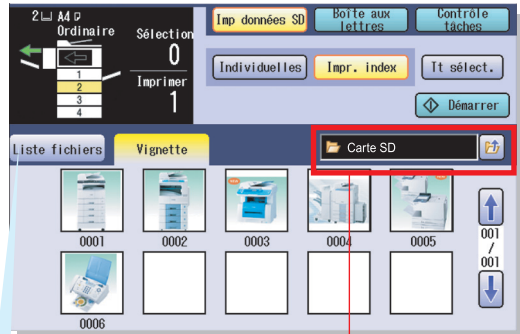 2 A4
Ordinaire
Sélection
0
Imprimer
1
1
2
3
4
Imp données SD
Boîte aux lettres
Contrôle tâches
Individuelles
Impr. index
Tt sélect.
Démarrer
Liste fichiers
Vignette
Carte SD
0001
0002
0003
0004
0005
001
/
001
0006